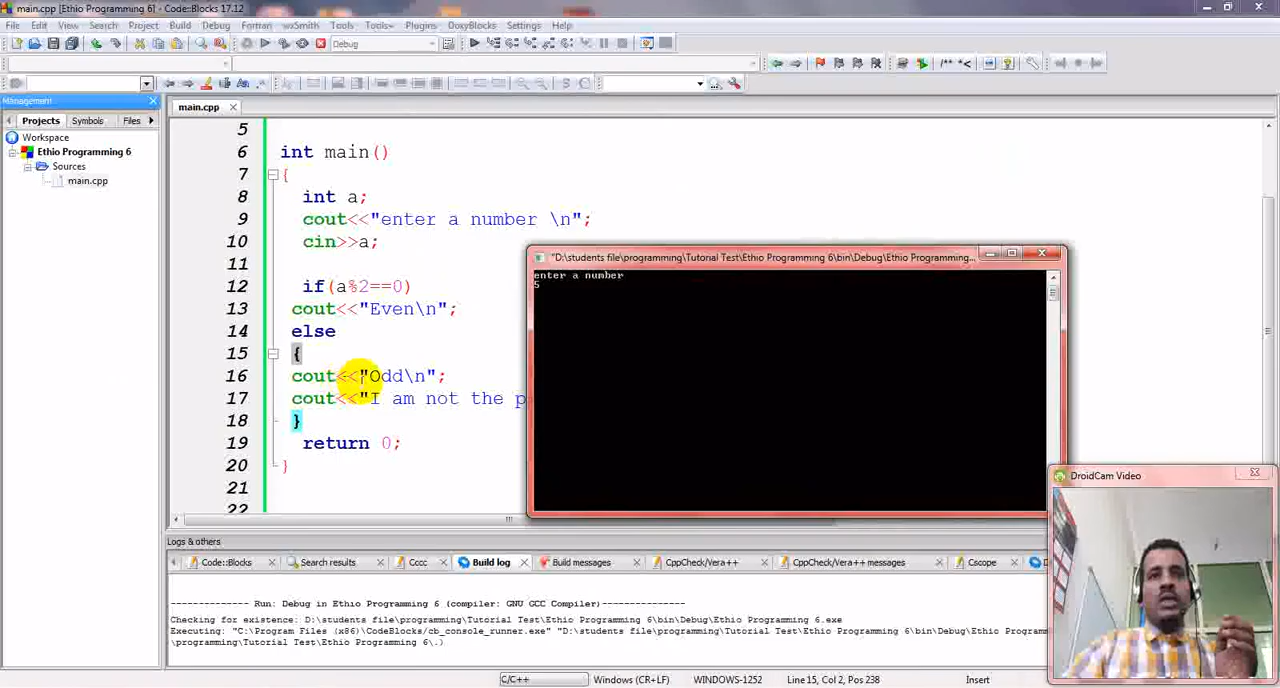 main.cpp [Ethio Programming 6] - Code::Blocks 17.12
File Edit View Search Project Build Debug Fortran wxSmith Tools Tools+ Plugins DoxyBlocks Settings Help
Debug
/** *<
Management
main.cpp
Projects Symbols Files
Workspace
Ethio Programming 6
Sources
main.cpp
5
6 int main()
7 {
8 int a;
9 cout<<"enter a number \n";
10 cin>>a;
11
12 if(a%2==0)
13 cout<<"Even\n";
14 else
15 {
16 cout<<"Odd\n";
17 cout<<"I am not the p
18 }
19 return 0;
20 }
21
22
"D:\students file\programming\Tutorial Test\Ethio Programming 6\bin\Debug\Ethio Programming...
enter a number
5
DroidCam Video
Logs & others
Code::Blocks Search results Cccc Build log Build messages CppCheck/Vera++ CppCheck/Vera++ messages Cscope D
-------------- Run: Debug in Ethio Programming 6 (compiler: GNU GCC Compiler)---------------
Checking for existence: D:\students file\programming\Tutorial Test\Ethio Programming 6\bin\Debug\Ethio Programming 6.exe
Executing: "C:\Program Files (x86)\CodeBlocks/cb_console_runner.exe" "D:\students file\programming\Tutorial Test\Ethio Programming 6\bin\Debug\Ethio Programm
\programming\Tutorial Test\Ethio Programming 6\.)
C/C++ Windows (CR+LF) WINDOWS-1252 Line 15, Col 2, Pos 238 Insert